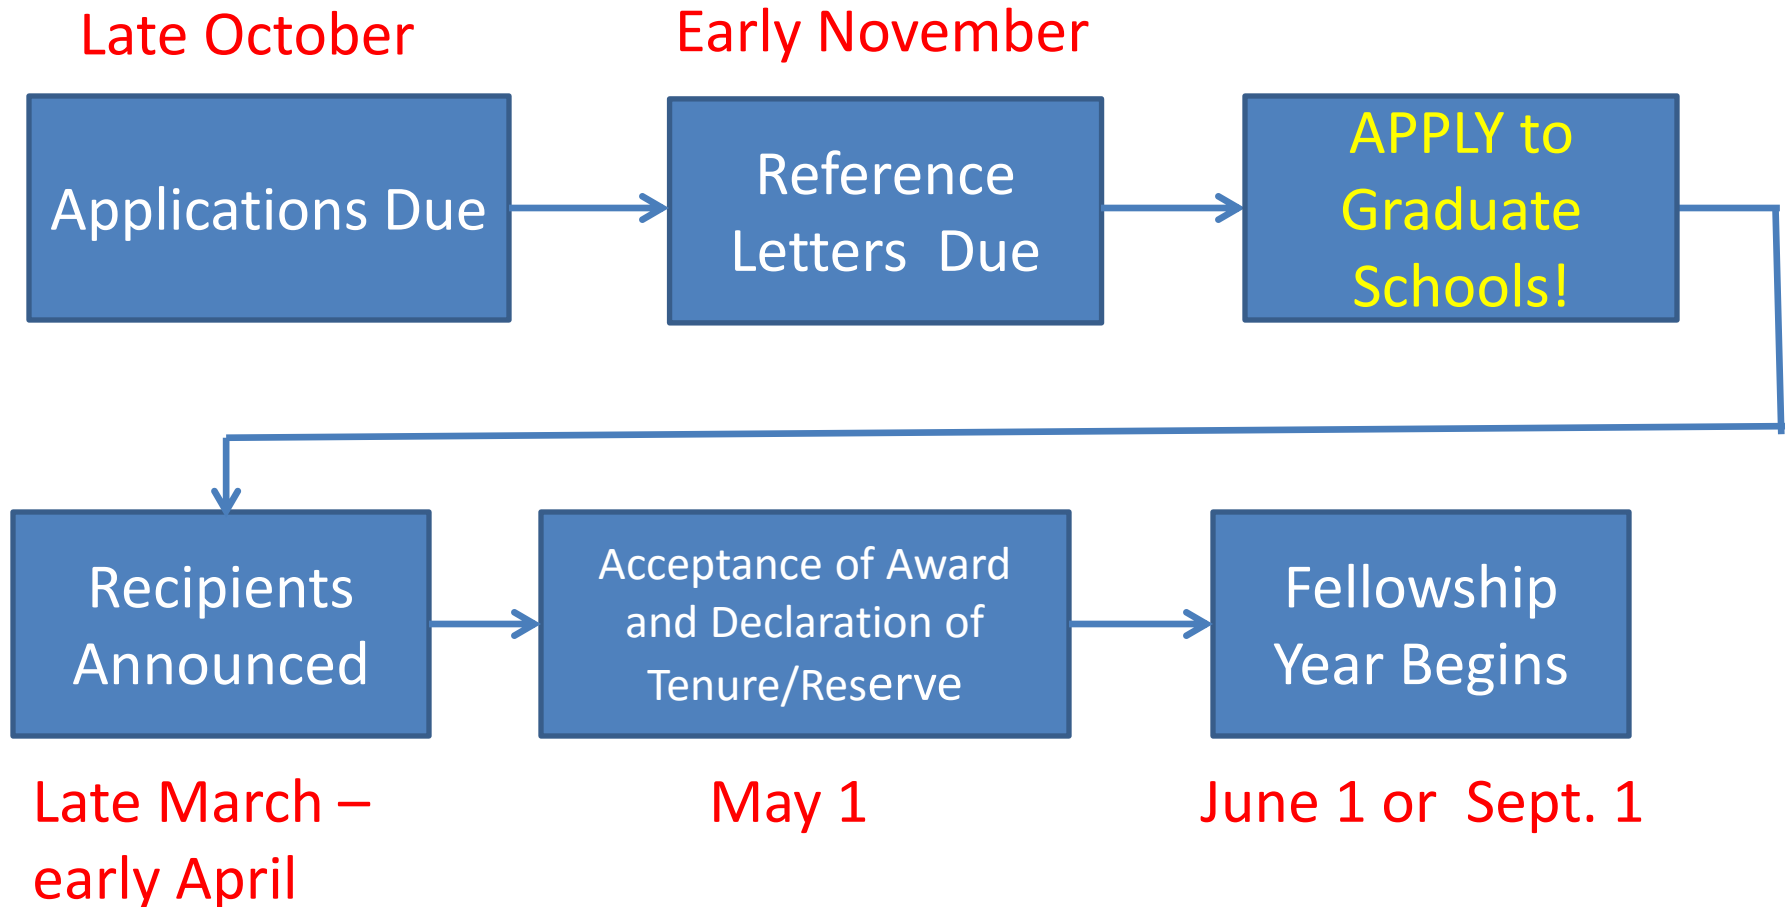 Late October
Early November
Applications Due
Reference
Letters  Due
APPLY to
Graduate
Schools!
Recipients
Announced
Acceptance of Award
and Declaration of
Tenure/Reserve
Fellowship
Year Begins
Late March –
early April
May 1
June 1 or  Sept. 1